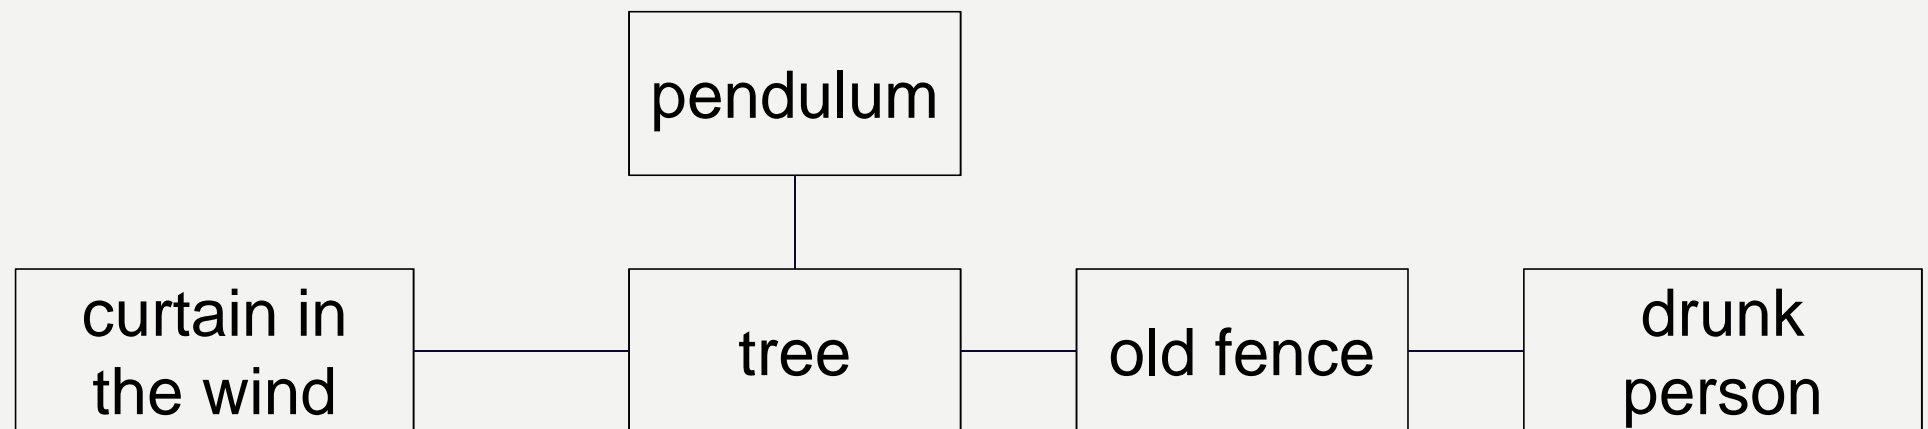 pendulum
curtain in
the wind
tree
old fence
drunk
person